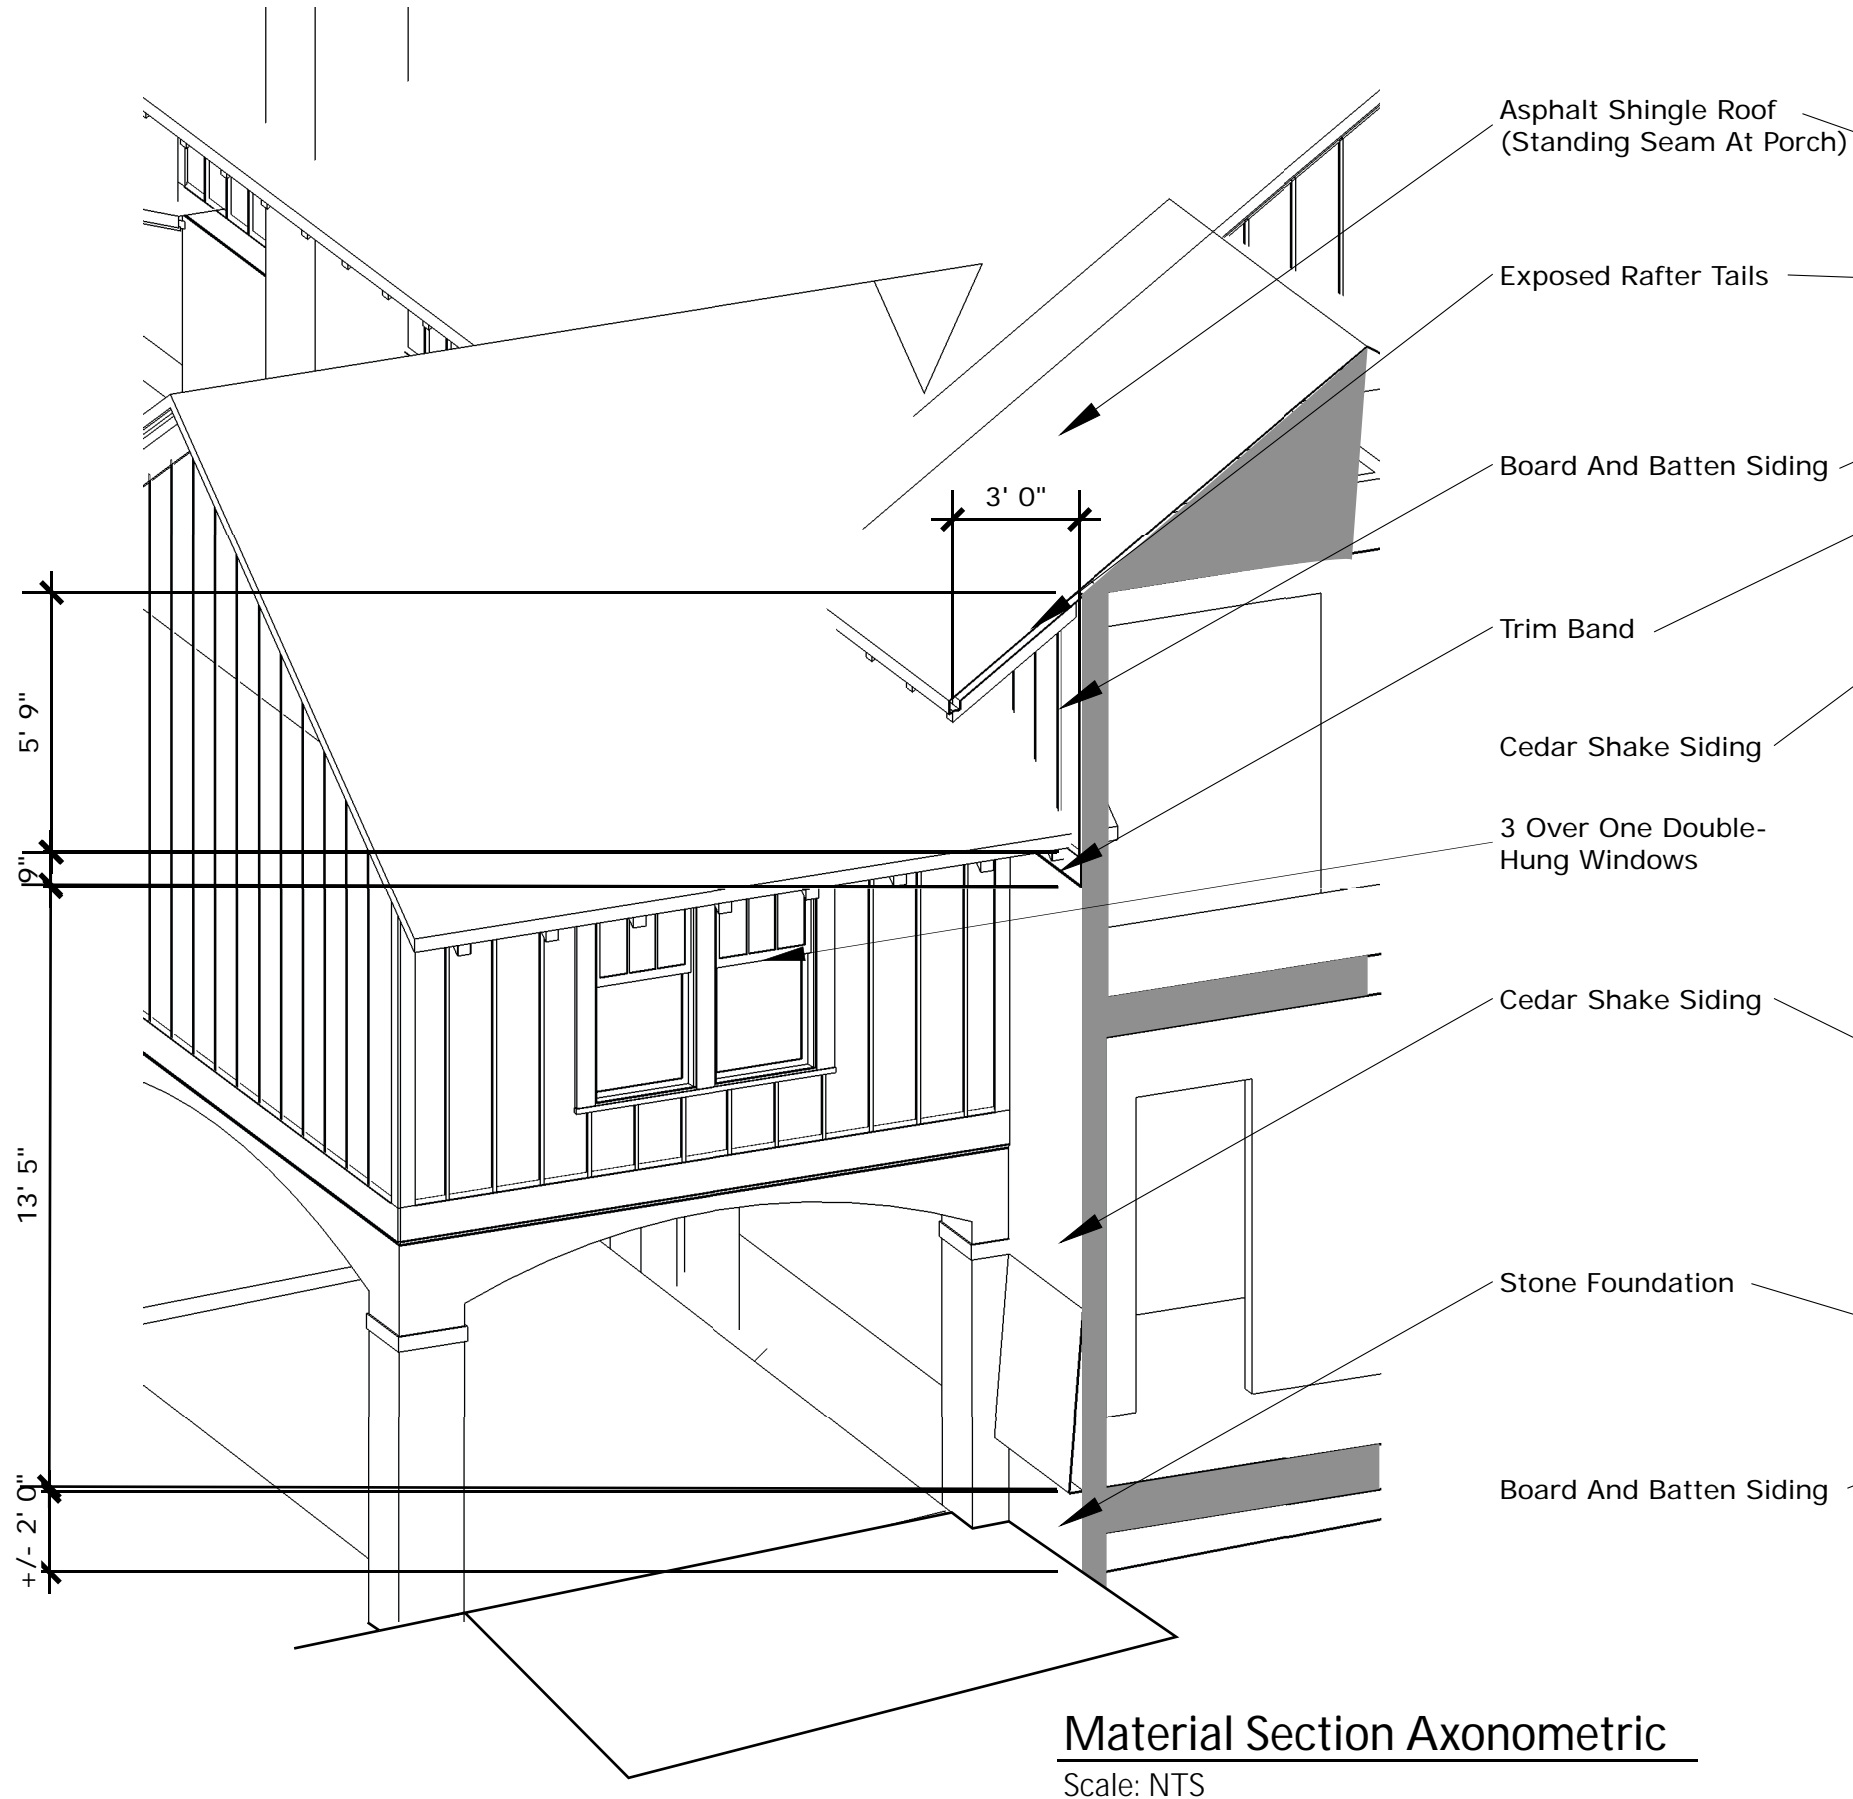 Asphalt Shingle Roof
(Standing Seam At Porch)
Exposed Rafter Tails
Board And Batten Siding
3' 0"
Trim Band
5' 9"
Cedar Shake Siding
3 Over One Double-
Hung Windows
9"
Cedar Shake Siding
13' 5"
Stone Foundation
Board And Batten Siding
+/- 2' 0"
Material Section Axonometric
Scale: NTS